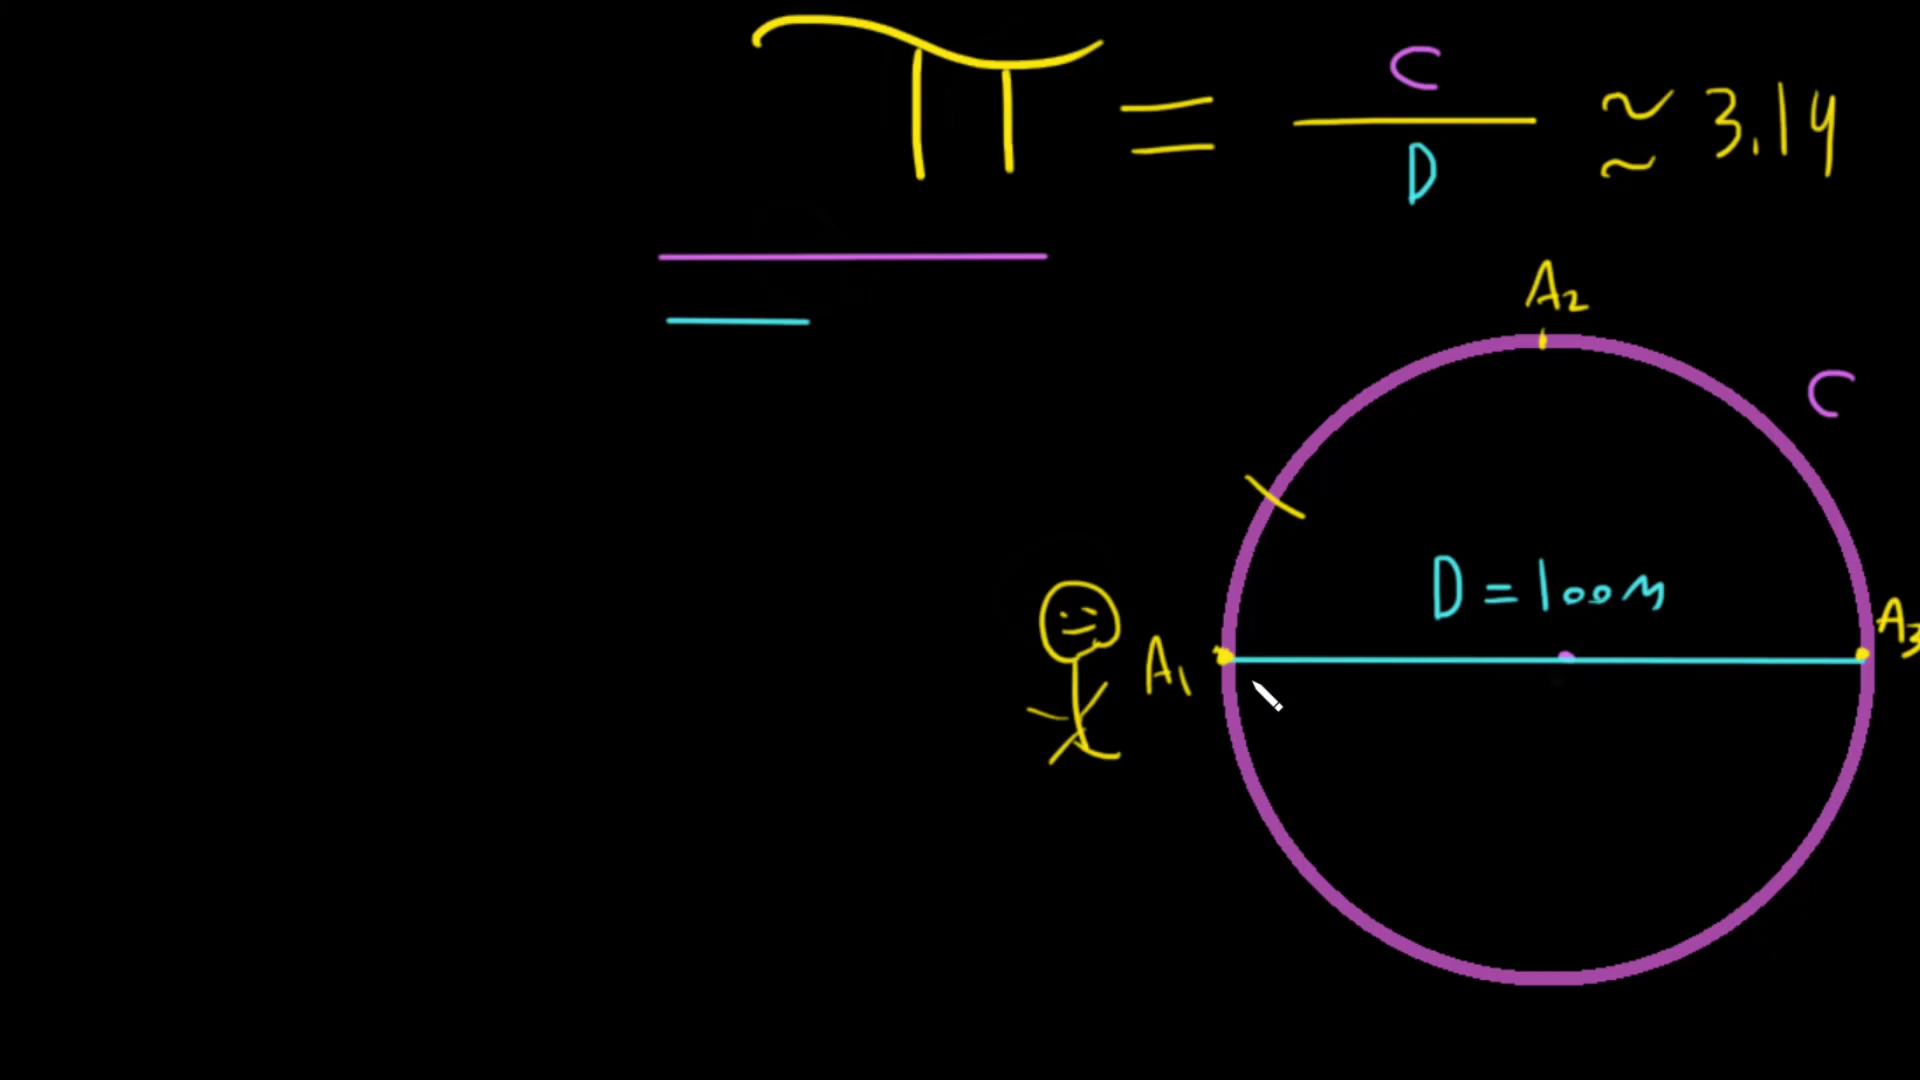 π = C / D ≈ 3.14
A2
C
D = 100M
A1
A3